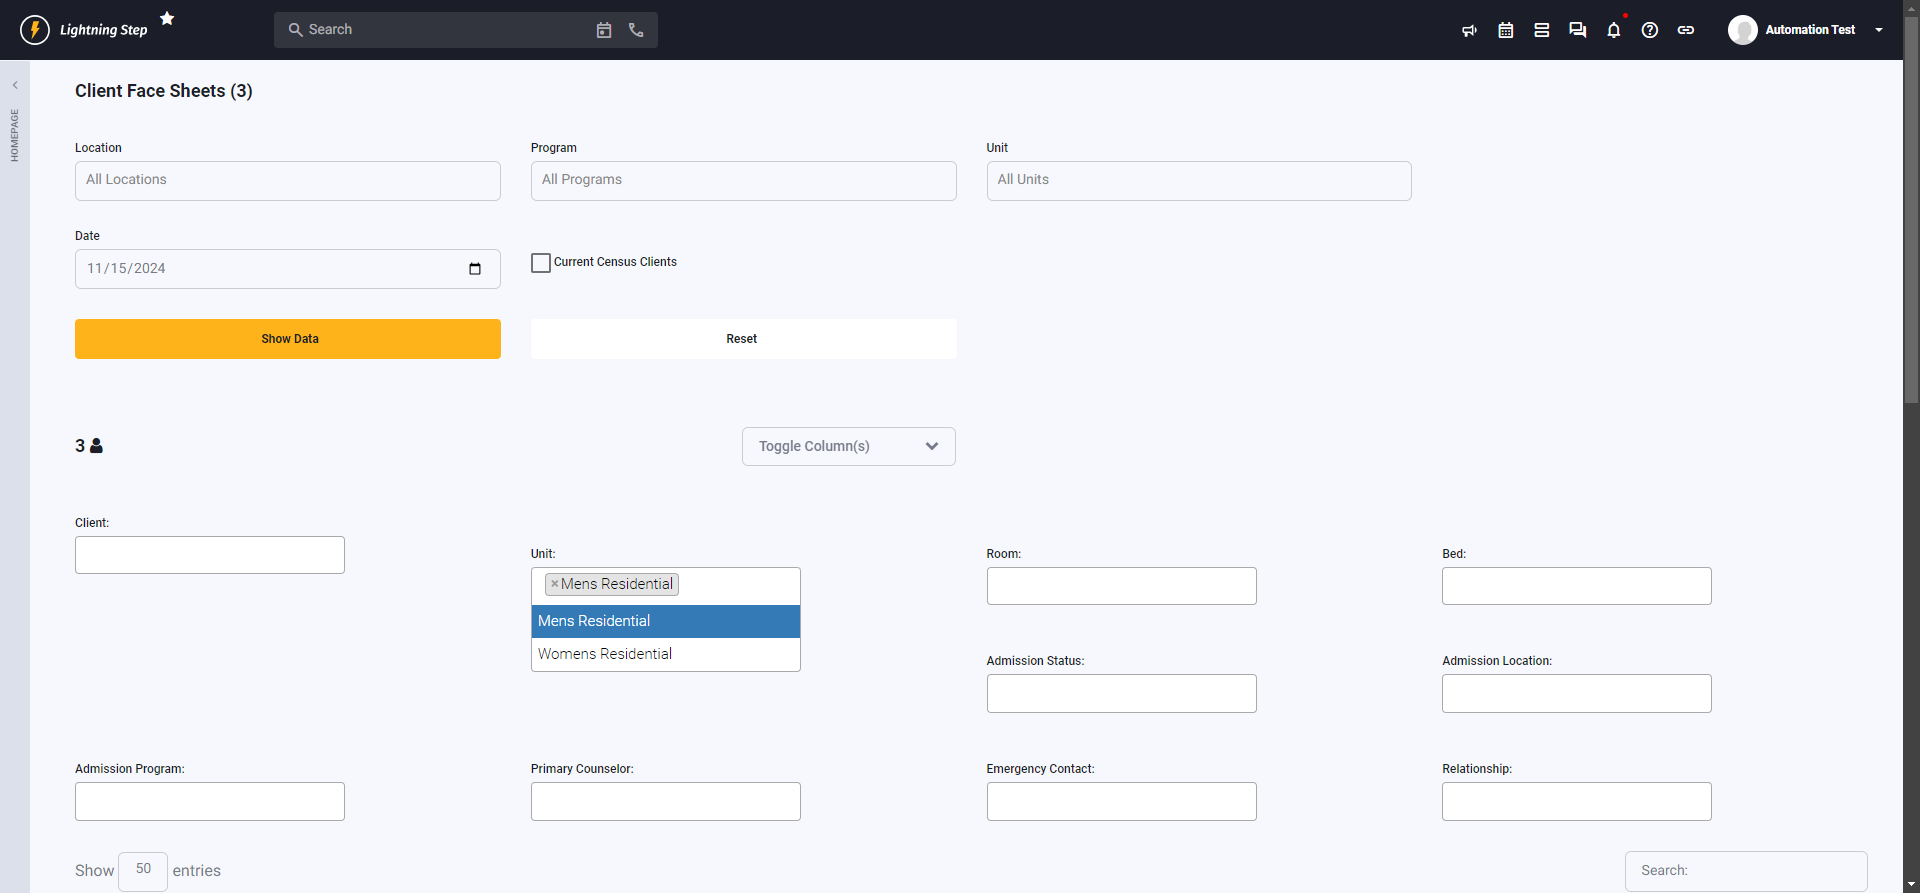 Lightning Step
Search
Automation Test
HOMEPAGE
Client Face Sheets (3)
Location
Program
Unit
All Locations
All Programs
All Units
Date
11/15/2024
Current Census Clients
Show Data
Reset
3
Toggle Column(s)
Client:
Unit:
Room:
Bed:
×Mens Residential
Mens Residential
Womens Residential
Admission Status:
Admission Location:
Admission Program:
Primary Counselor:
Emergency Contact:
Relationship:
Show 50 entries
Search: